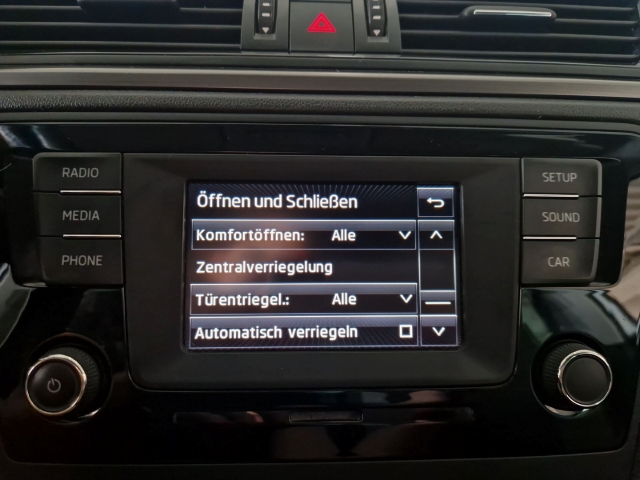 RADIO
MEDIA
PHONE
Öffnen und Schließen
Komfortöffnen: Alle
Zentralverriegelung
Türentriegel.: Alle
Automatisch verriegeln
SETUP
SOUND
CAR